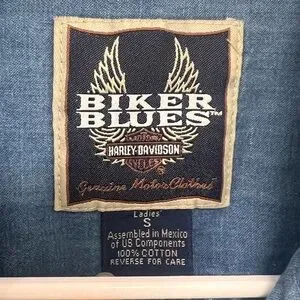 BIKER
BLUES™
MOTOR
HARLEY-DAVIDSON
CYCLES
Genuine Motor Clothes
Ladies'
S
Assembled in Mexico
of US Components
100% COTTON
REVERSE FOR CARE